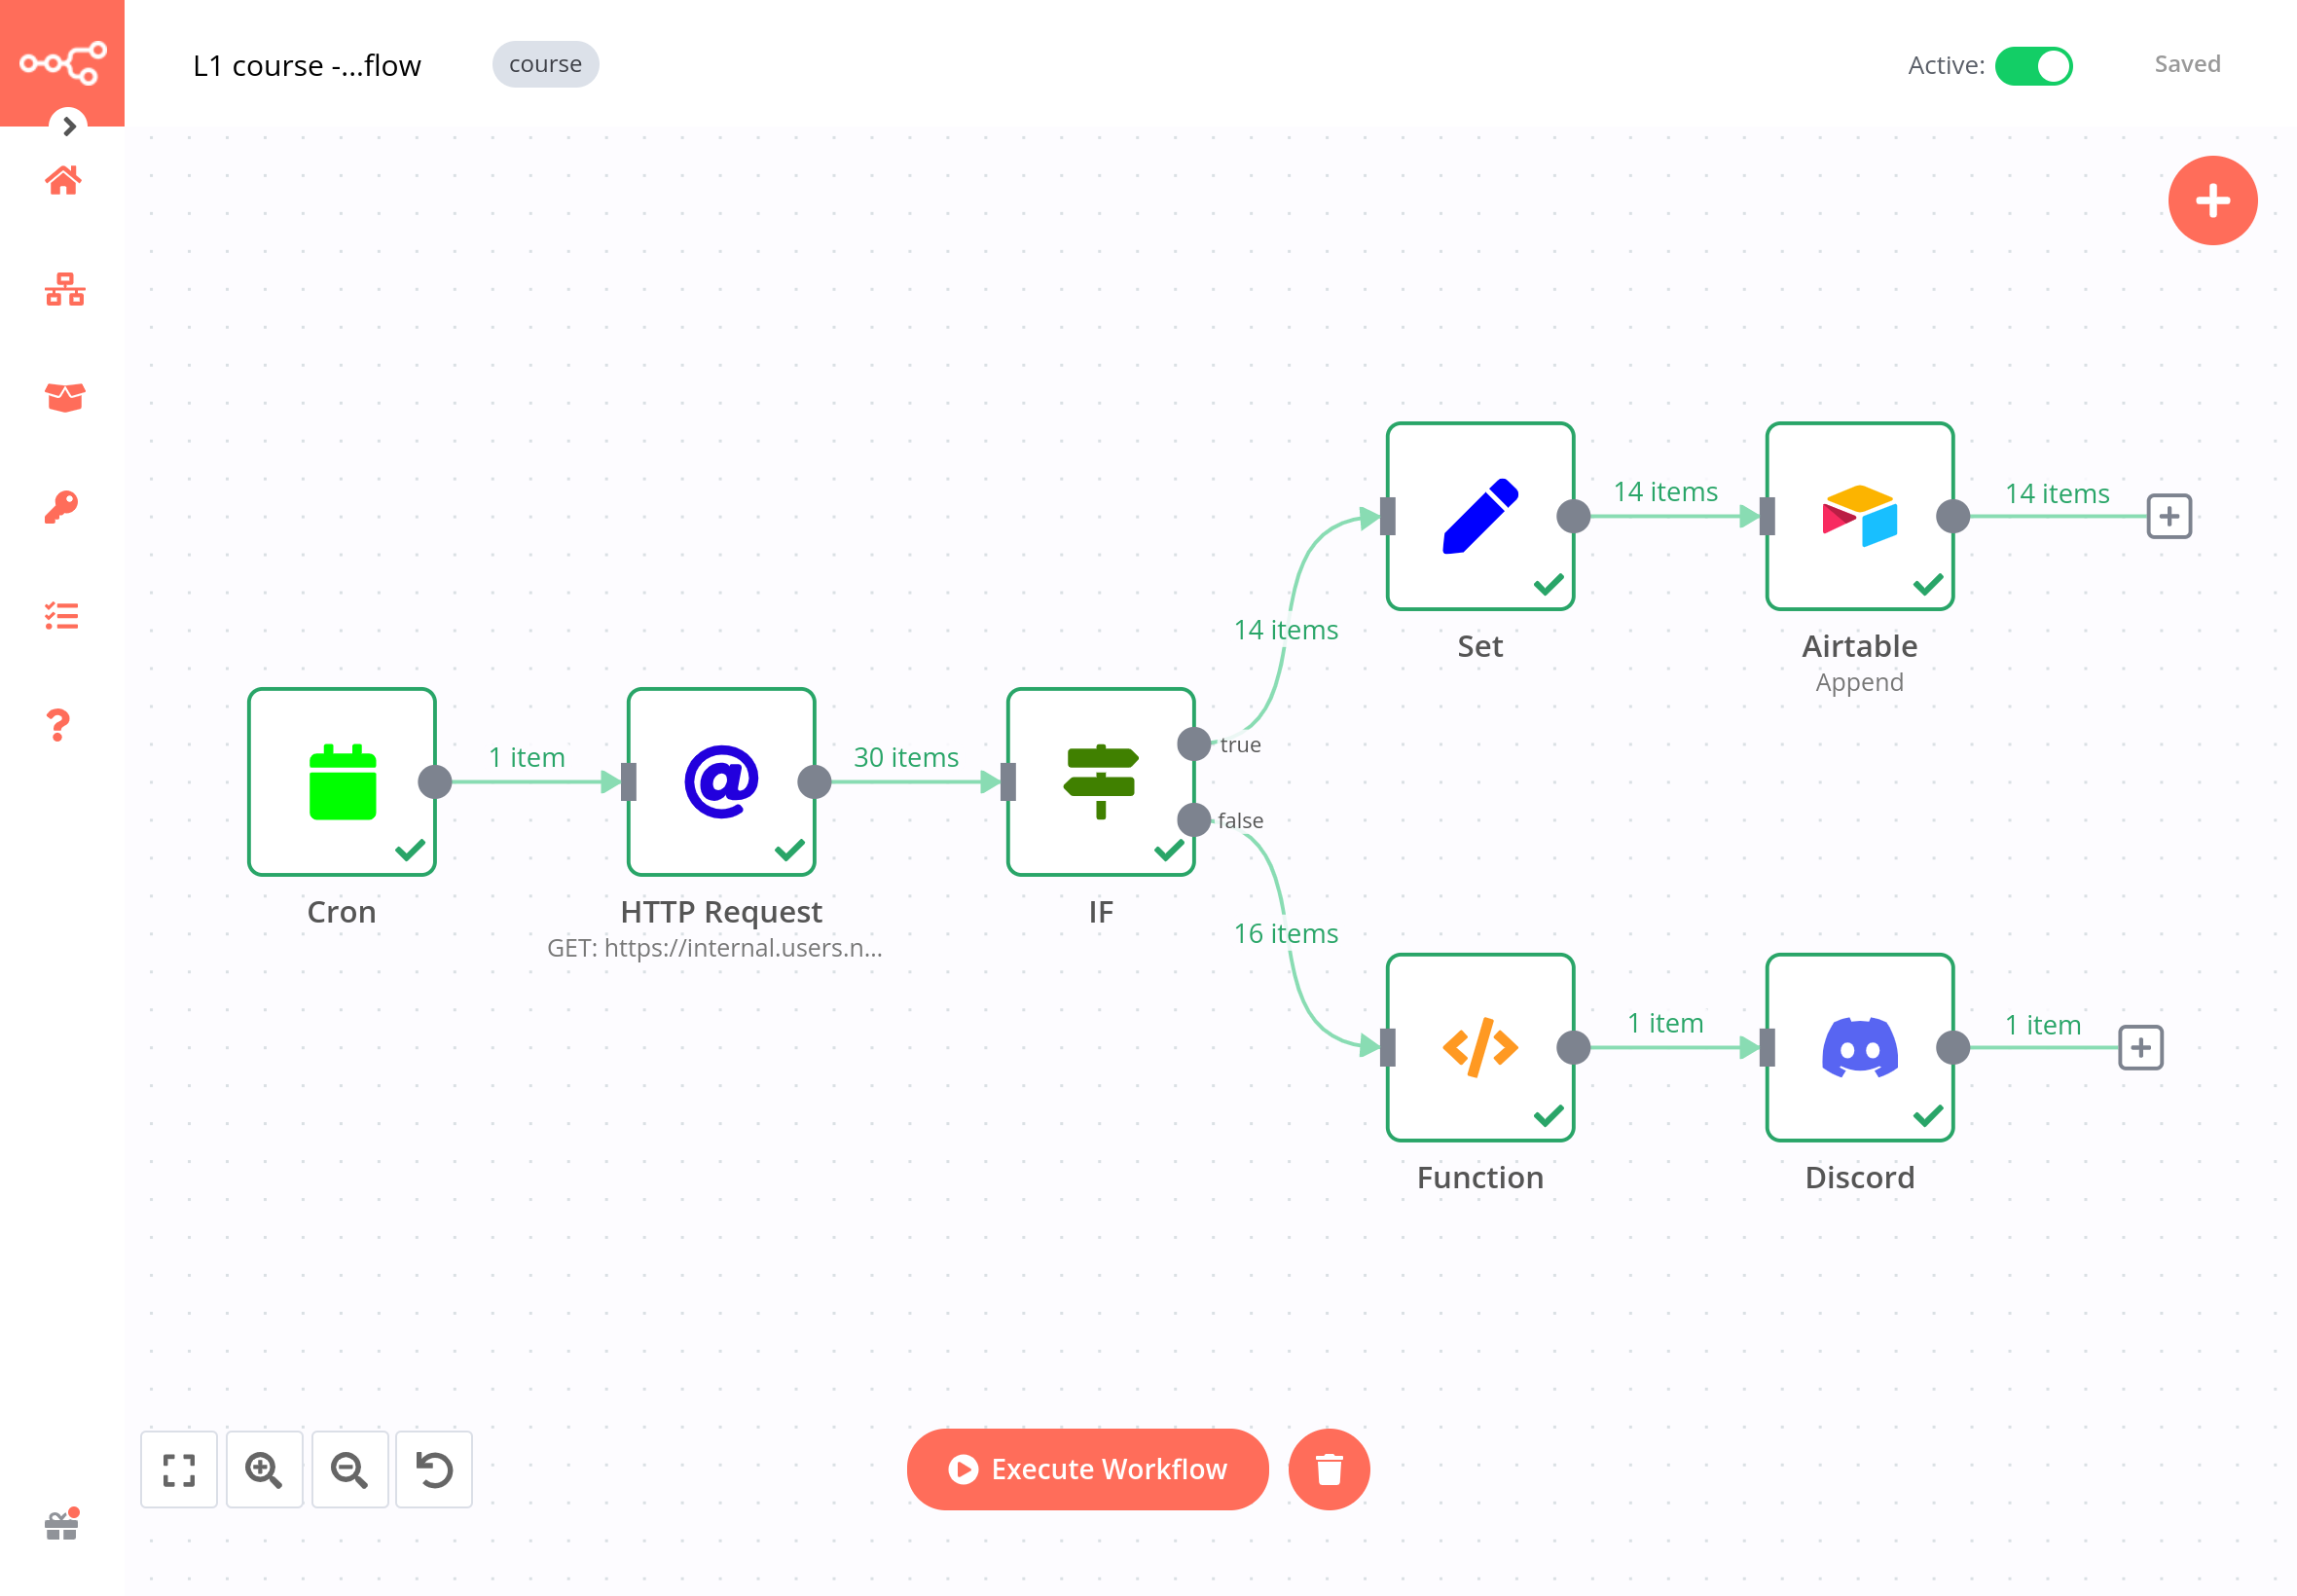 L1 course -...flow
course
Active:
Saved
14 items
14 items
14 items
Set
Airtable
Append
1 item
30 items
true
false
Cron
HTTP Request
IF
GET: https://internal.users.n...
16 items
1 item
1 item
Function
Discord
Execute Workflow